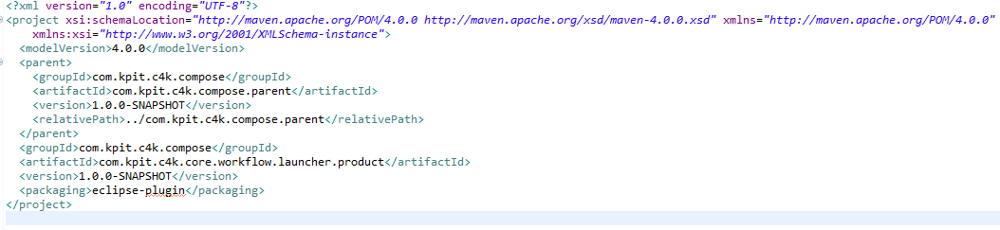 <?xml version="1.0" encoding="UTF-8"?>
<project xsi:schemaLocation="http://maven.apache.org/POM/4.0.0 http://maven.apache.org/xsd/maven-4.0.0.xsd" xmlns="http://maven.apache.org/POM/4.0.0"
    xmlns:xsi="http://www.w3.org/2001/XMLSchema-instance">
  <modelVersion>4.0.0</modelVersion>
  <parent>
    <groupId>com.kpit.c4k.compose</groupId>
    <artifactId>com.kpit.c4k.compose.parent</artifactId>
    <version>1.0.0-SNAPSHOT</version>
    <relativePath>../com.kpit.c4k.compose.parent</relativePath>
  </parent>
  <groupId>com.kpit.c4k.compose</groupId>
  <artifactId>com.kpit.c4k.core.workflow.launcher.product</artifactId>
  <version>1.0.0-SNAPSHOT</version>
  <packaging>eclipse-plugin</packaging>
</project>